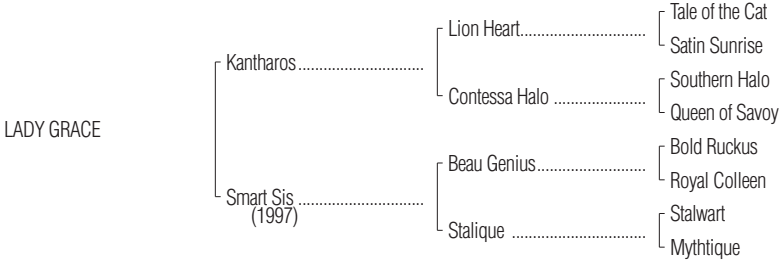 Tale of the Cat
Lion Heart..............................
Satin Sunrise
Kantharos..............................
Southern Halo
Contessa Halo ......................
Queen of Savoy
LADY GRACE
Bold Ruckus
Beau Genius..........................
Royal Colleen
Smart Sis ..............................
(1997)
Stalwart
Stalique ................................
Mythtique